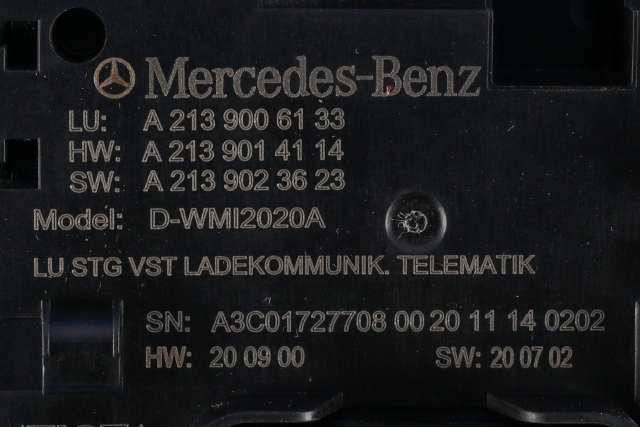 Mercedes-Benz
LU: A 213 900 61 33
HW: A 213 901 41 14
SW: A 213 902 36 23
Model: D-WMI2020A
LU STG VST LADEKOMMUNIK. TELEMATIK
SN: A3C01727708 00 20 11 14 0202
HW: 20 09 00 SW: 20 07 02